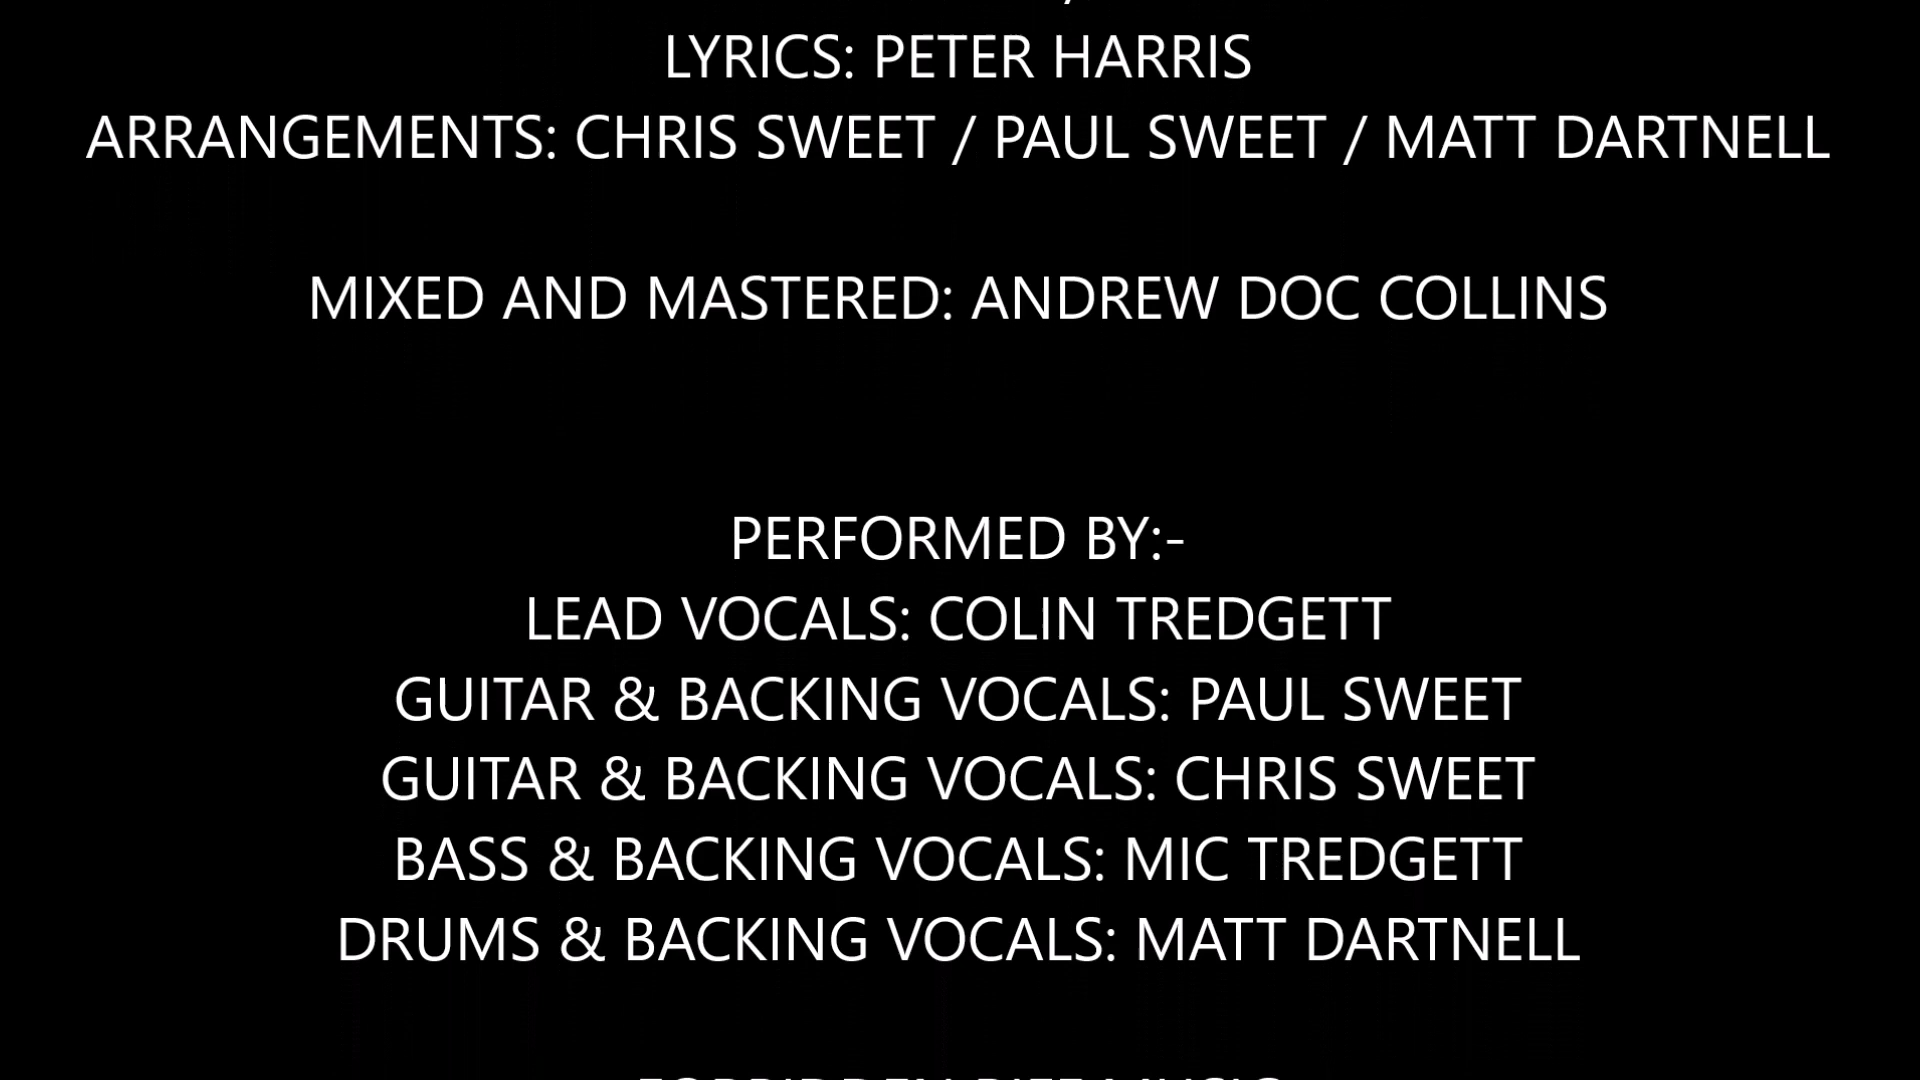 LYRICS: PETER HARRIS
ARRANGEMENTS: CHRIS SWEET / PAUL SWEET / MATT DARTNELL
MIXED AND MASTERED: ANDREW DOC COLLINS
PERFORMED BY:-
LEAD VOCALS: COLIN TREDGETT
GUITAR & BACKING VOCALS: PAUL SWEET
GUITAR & BACKING VOCALS: CHRIS SWEET
BASS & BACKING VOCALS: MIC TREDGETT
DRUMS & BACKING VOCALS: MATT DARTNELL